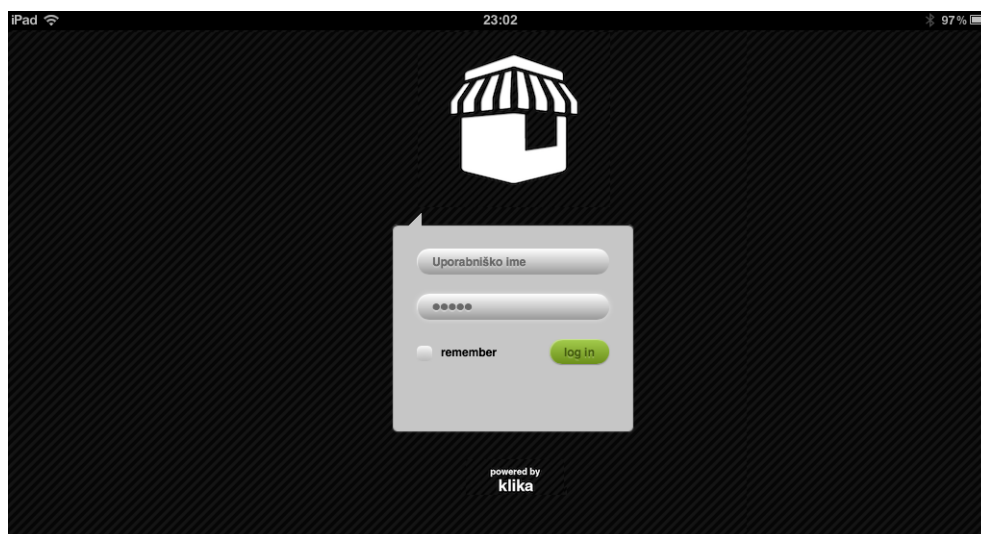 iPad
23:02
97%
Uporabniško ime
●●●●●
remember
log in
powered by
klika